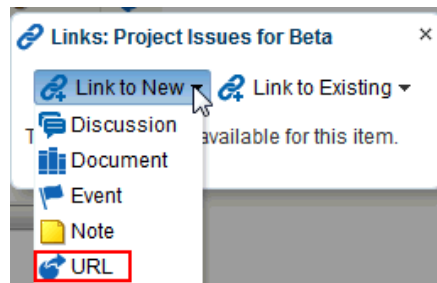 Links: Project Issues for Beta
Link to New Link to Existing
Discussion
available for this item.
Document
Event
Note
URL